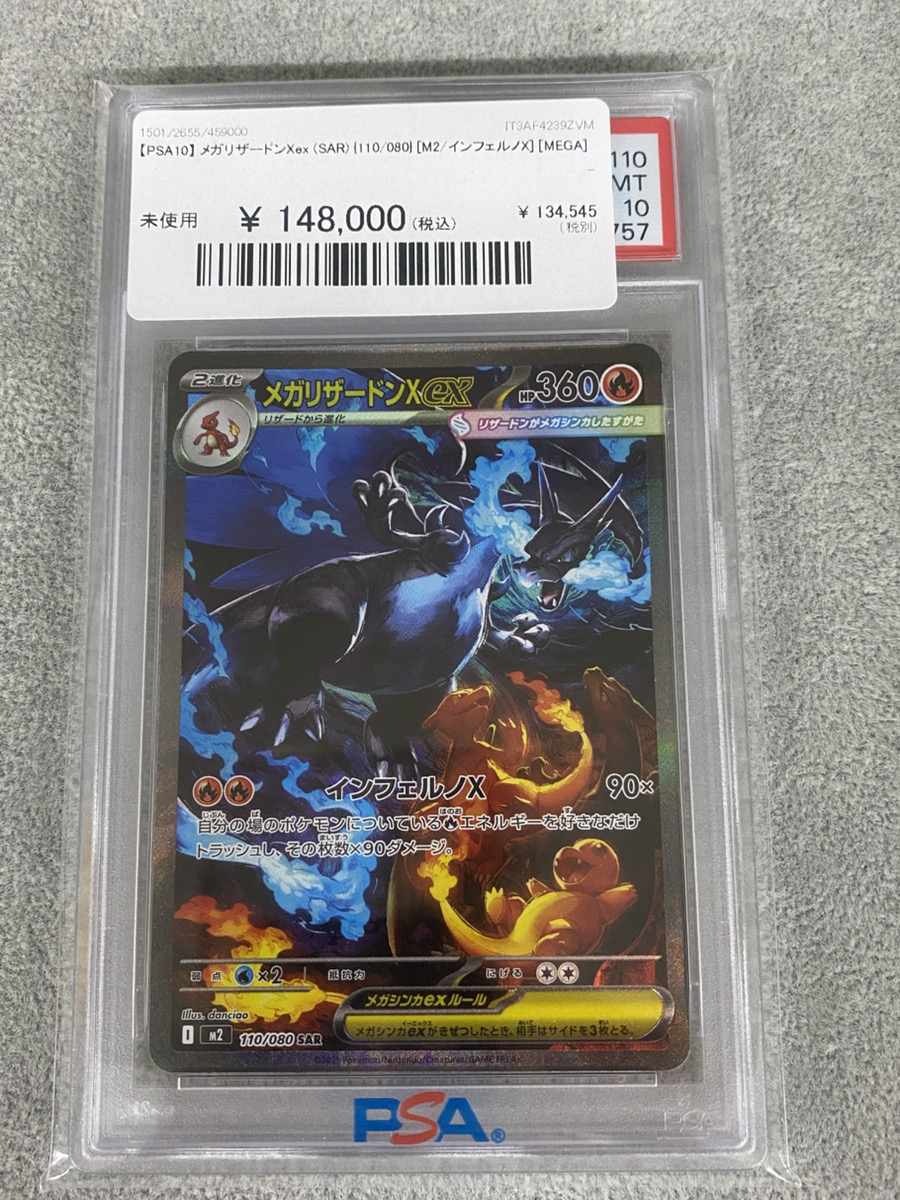 1501/2655/459000
IT3AF4239ZVM
【PSA10】メガリザードンXex (SAR) {110/080} [M2/インフェルノX] [MEGA]
未使用
¥ 148,000 (税込)
¥ 134,545
(税別)
110
MT
10
757
2進化
メガリザードンXex
HP360
リザードから進化
リザードンがメガシンカしたすがた
インフェルノX
90×
自分の場のポケモンについているエネルギーを好きなだけ
トラッシュし、その枚数×90ダメージ。
弱点 ×2 抵抗力 にげる
メガシンカexルール
メガシンカexがきぜつしたとき、相手はサイドを3枚とる。
Illus. danciao
I M2 110/080 SAR
Pokémon/Nintendo/Creatures/GAME FREAK
PSA®